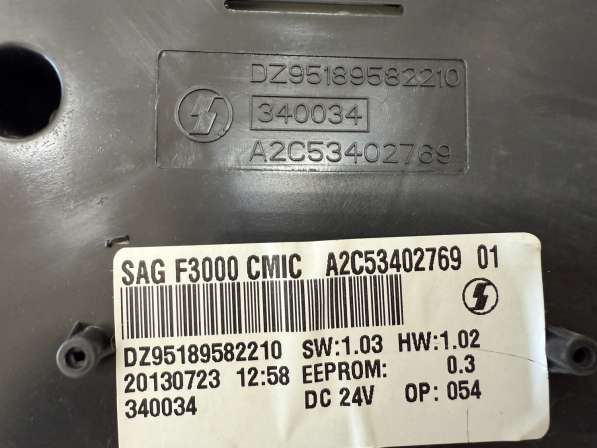 DZ95189582210
340034
A2C53402769
SAG F3000 CMIC A2C53402769 01
DZ95189582210 SW:1.03 HW:1.02
20130723 12:58 EEPROM: 0.3
340034 DC 24V OP: 054